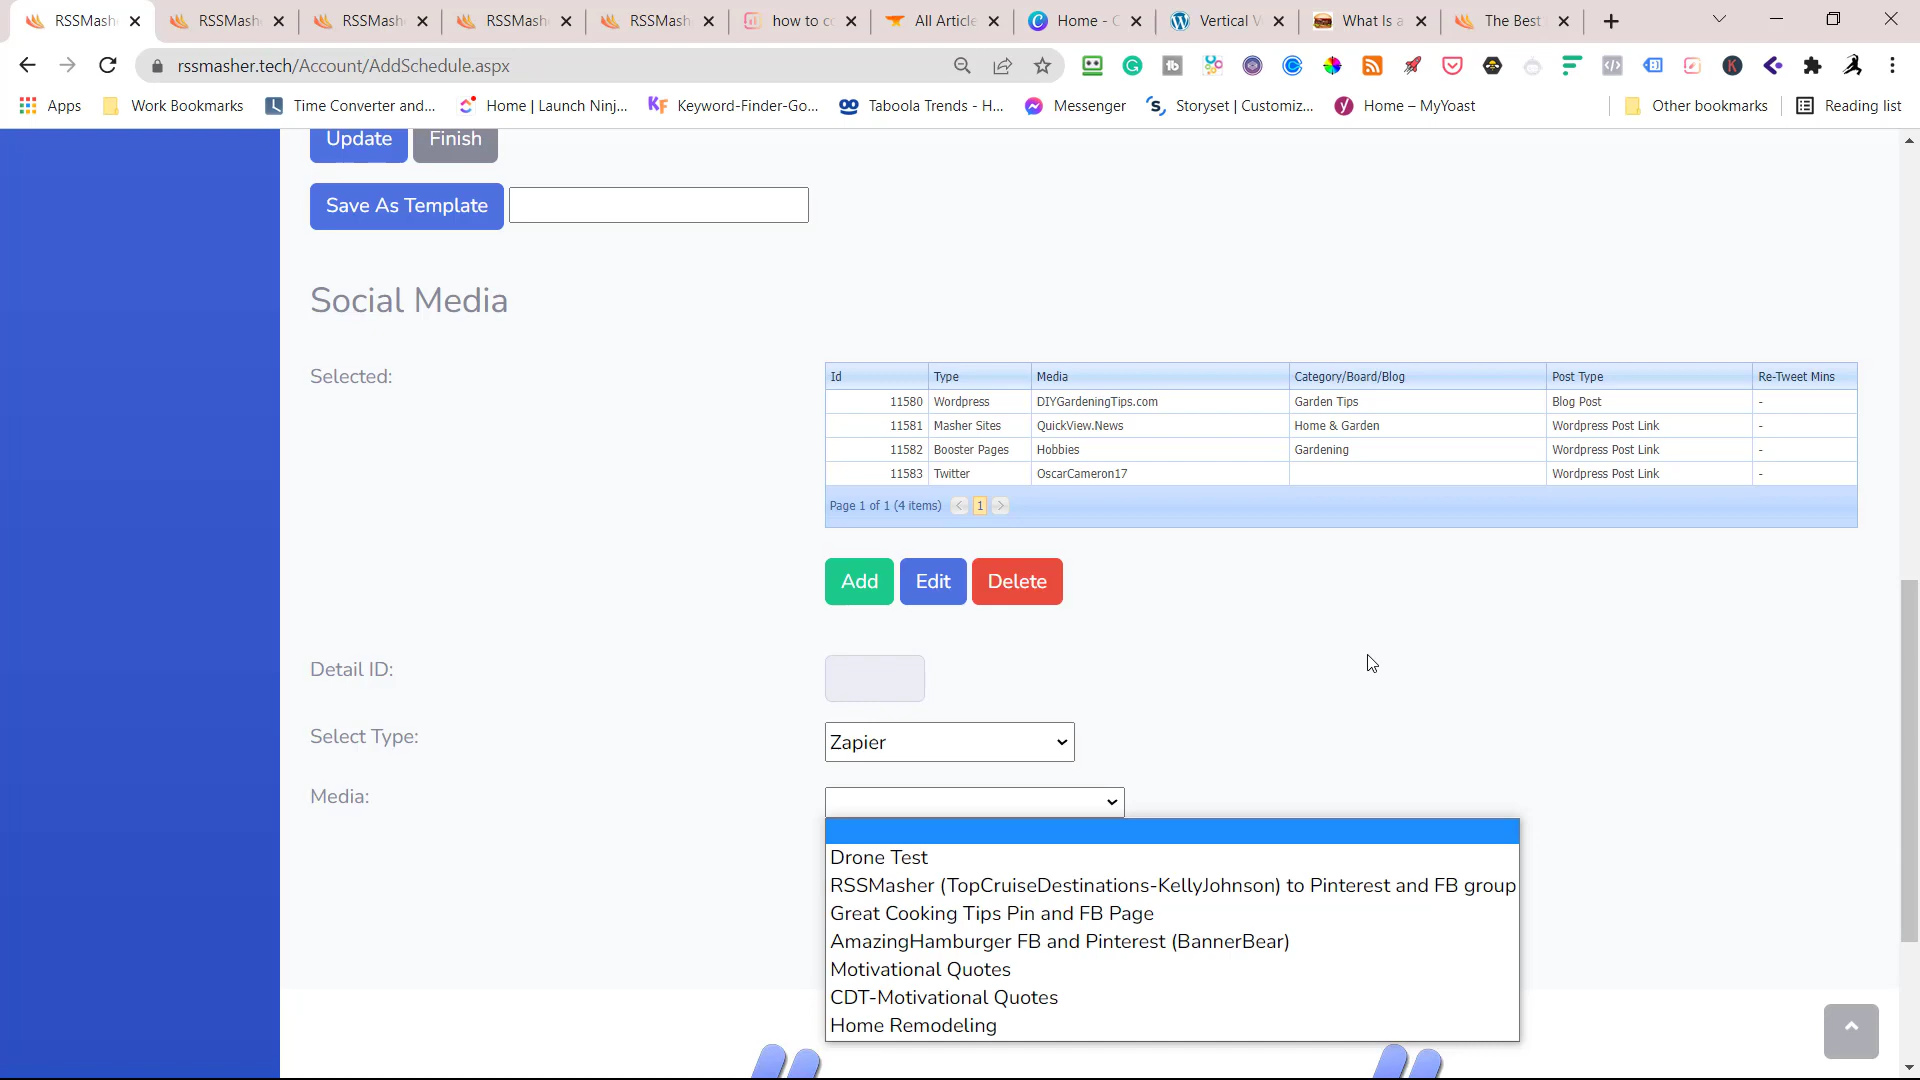 RSSMash RSSMash RSSMash RSSMash RSSMash how to co All Article Home - C Vertical V What Is a The Best
rssmasher.tech/Account/AddSchedule.aspx
Apps Work Bookmarks Time Converter and... Home | Launch Ninj... Keyword-Finder-Go... Taboola Trends - H... Messenger Storyset | Customiz... Home – MyYoast Other bookmarks Reading list
Update Finish
Save As Template
Social Media
Selected:
Id Type Media Category/Board/Blog Post Type Re-Tweet Mins
11580 Wordpress DIYGardeningTips.com Garden Tips Blog Post -
11581 Masher Sites QuickView.News Home & Garden Wordpress Post Link -
11582 Booster Pages Hobbies Gardening Wordpress Post Link -
11583 Twitter OscarCameron17 Wordpress Post Link -
Page 1 of 1 (4 items) < 1 >
Add Edit Delete
Detail ID:
Select Type: Zapier
Media:
Drone Test
RSSMasher (TopCruiseDestinations-KellyJohnson) to Pinterest and FB group
Great Cooking Tips Pin and FB Page
AmazingHamburger FB and Pinterest (BannerBear)
Motivational Quotes
CDT-Motivational Quotes
Home Remodeling